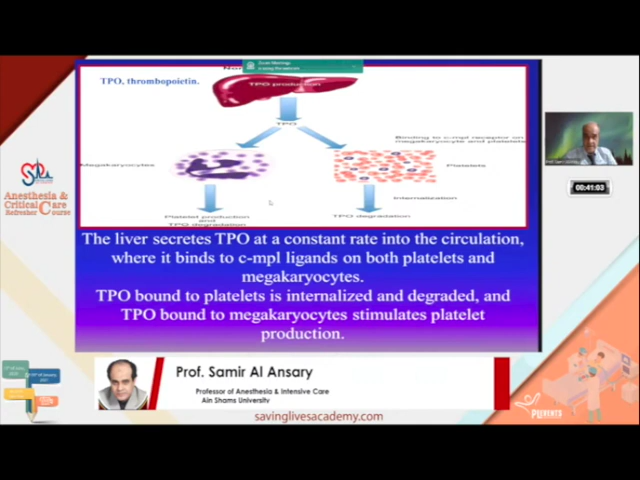 TPO, thrombopoietin.
TPO production
TPO
Binding to c-mpl receptor on
megakaryocyte and platelets
Megakaryocytes
Platelets
Internalization
Platelet production
and
TPO degradation
TPO degradation
The liver secretes TPO at a constant rate into the circulation,
where it binds to c-mpl ligands on both platelets and
megakaryocytes.
TPO bound to platelets is internalized and degraded, and
TPO bound to megakaryocytes stimulates platelet
production.
00:41:03
Anesthesia &
Critical Care
Refresher Course
Prof. Samir Al Ansary
Professor of Anesthesia & Intensive Care
Ain Shams University
savinglivesacademy.com
PREVENTS